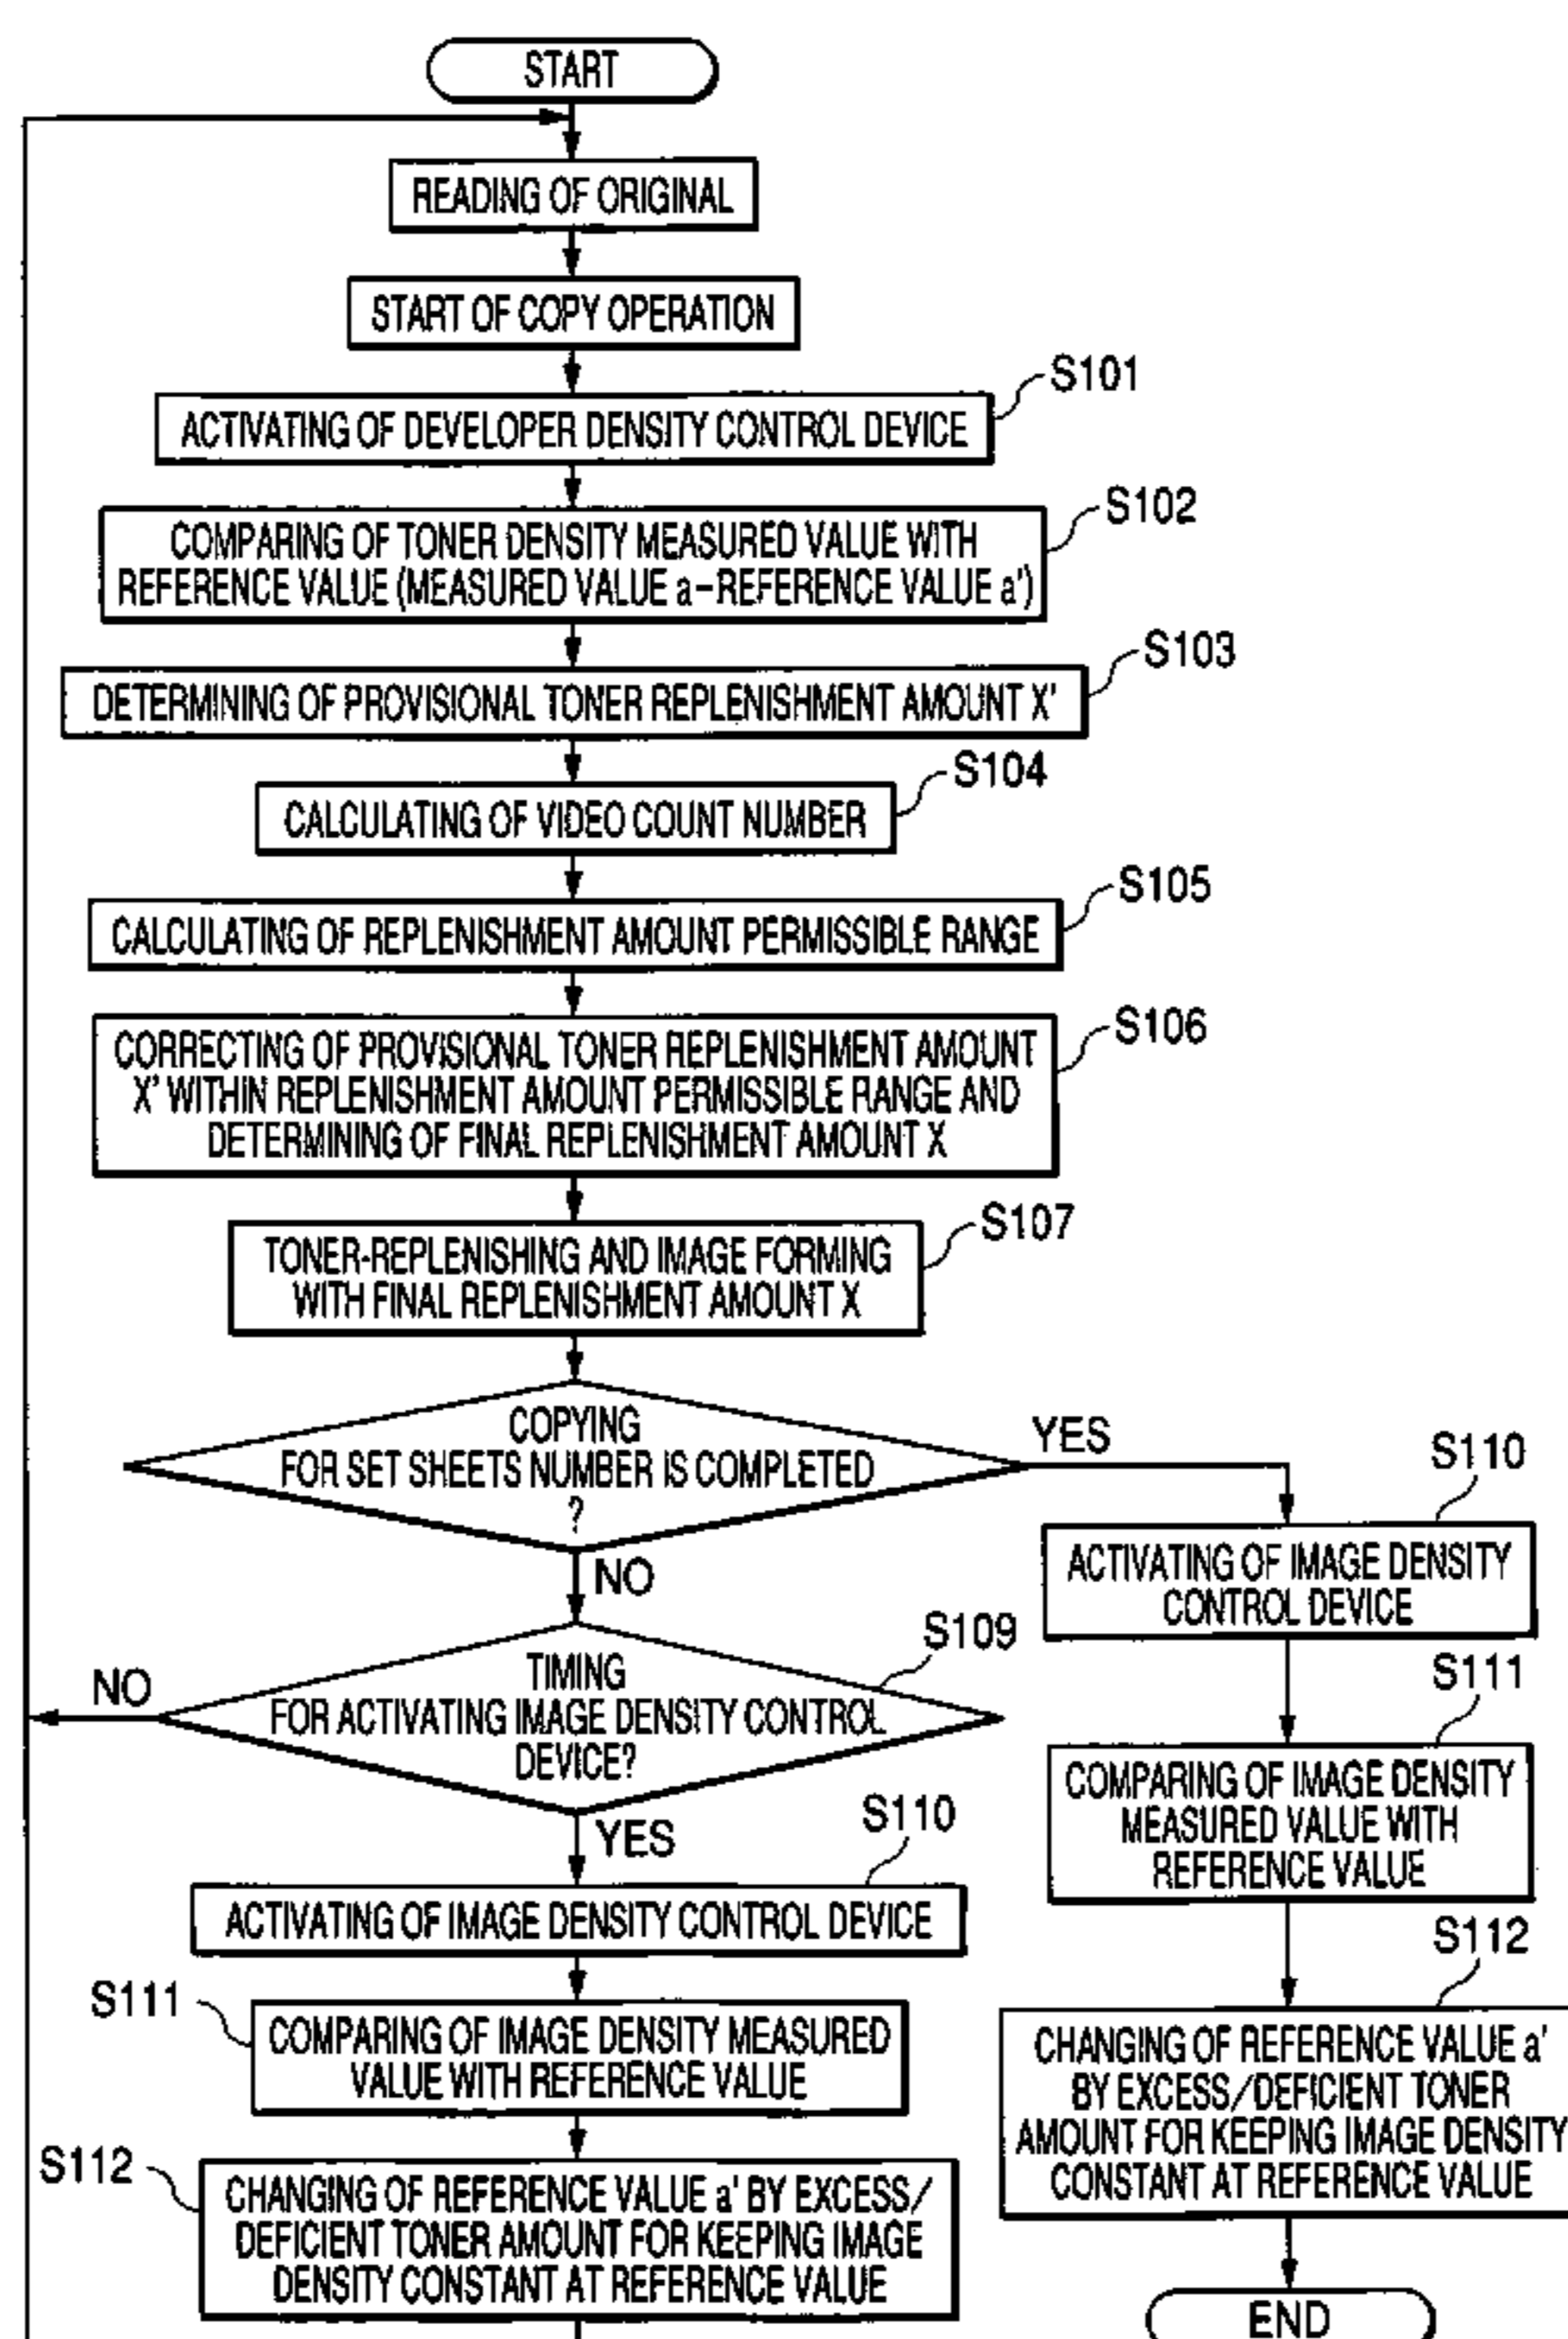 START
READING OF ORIGINAL
START OF COPY OPERATION
S101
ACTIVATING OF DEVELOPER DENSITY CONTROL DEVICE
S102
COMPARING OF TONER DENSITY MEASURED VALUE WITH
REFERENCE VALUE (MEASURED VALUE a-REFERENCE VALUE a')
S103
DETERMINING OF PROVISIONAL TONER REPLENISHMENT AMOUNT X'
S104
CALCULATING OF VIDEO COUNT NUMBER
S105
CALCULATING OF REPLENISHMENT AMOUNT PERMISSIBLE RANGE
S106
CORRECTING OF PROVISIONAL TONER REPLENISHMENT AMOUNT
X' WITHIN REPLENISHMENT AMOUNT PERMISSIBLE RANGE AND
DETERMINING OF FINAL REPLENISHMENT AMOUNT X
S107
TONER-REPLENISHING AND IMAGE FORMING
WITH FINAL REPLENISHMENT AMOUNT X
COPYING
FOR SET SHEETS NUMBER IS COMPLETED
?
YES
NO
S109
TIMING
FOR ACTIVATING IMAGE DENSITY CONTROL
DEVICE?
NO
YES
S110
ACTIVATING OF IMAGE DENSITY CONTROL DEVICE
S111
COMPARING OF IMAGE DENSITY MEASURED
VALUE WITH REFERENCE VALUE
S112
CHANGING OF REFERENCE VALUE a' BY EXCESS/
DEFICIENT TONER AMOUNT FOR KEEPING IMAGE
DENSITY CONSTANT AT REFERENCE VALUE
S110
ACTIVATING OF IMAGE DENSITY
CONTROL DEVICE
S111
COMPARING OF IMAGE DENSITY
MEASURED VALUE WITH
REFERENCE VALUE
S112
CHANGING OF REFERENCE VALUE a'
BY EXCESS/DEFICIENT TONER
AMOUNT FOR KEEPING IMAGE DENSITY
CONSTANT AT REFERENCE VALUE
END